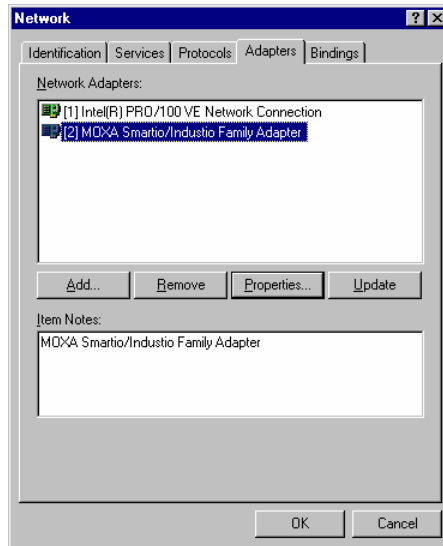 Network
Identification Services Protocols Adapters Bindings
Network Adapters:
[1] Intel(R) PRO/100 VE Network Connection
[2] MOXA Smartio/Industio Family Adapter
Add... Remove Properties... Update
Item Notes:
MOXA Smartio/Industio Family Adapter
OK Cancel